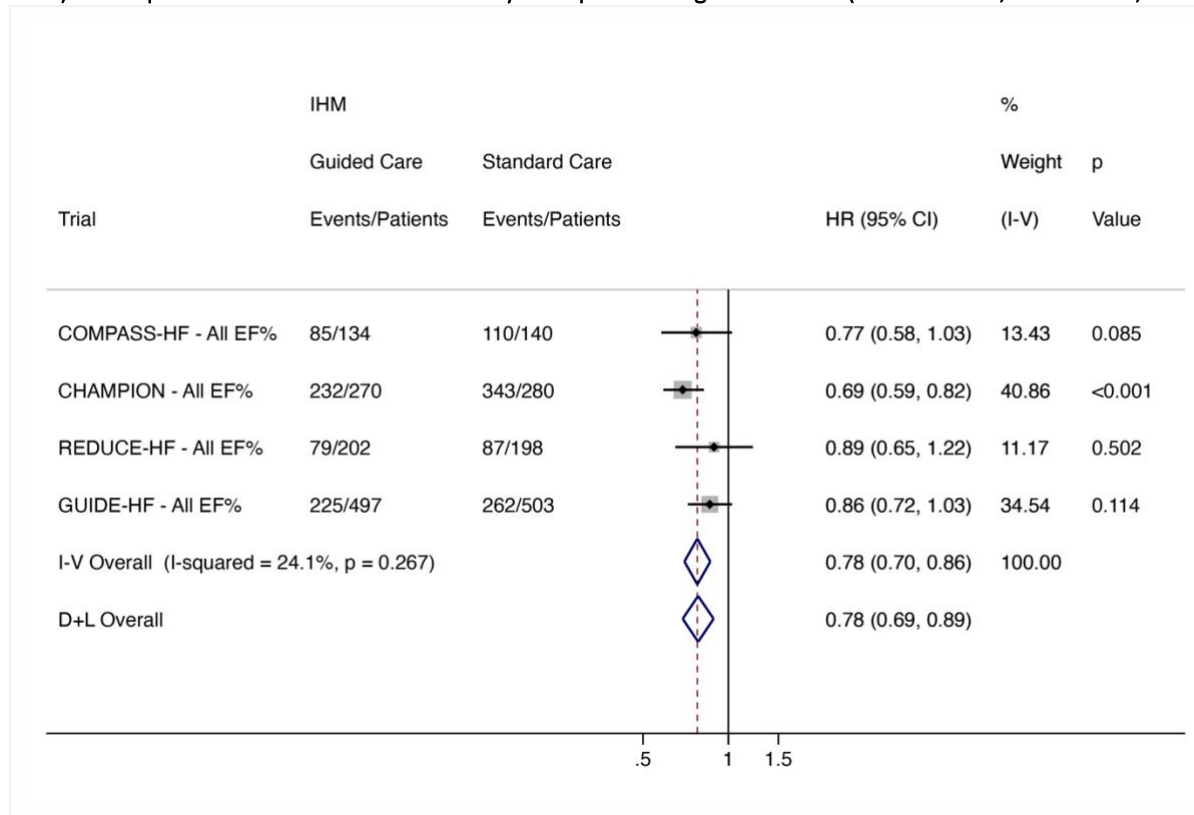 IHM %
Guided Care Standard Care Weight p
Trial Events/Patients Events/Patients HR (95% CI) (I-V) Value
COMPASS-HF - All EF% 85/134 110/140 0.77 (0.58, 1.03) 13.43 0.085
CHAMPION - All EF% 232/270 343/280 0.69 (0.59, 0.82) 40.86 <0.001
REDUCE-HF - All EF% 79/202 87/198 0.89 (0.65, 1.22) 11.17 0.502
GUIDE-HF - All EF% 225/497 262/503 0.86 (0.72, 1.03) 34.54 0.114
I-V Overall (I-squared = 24.1%, p = 0.267) 0.78 (0.70, 0.86) 100.00
D+L Overall 0.78 (0.69, 0.89)
.5 1 1.5